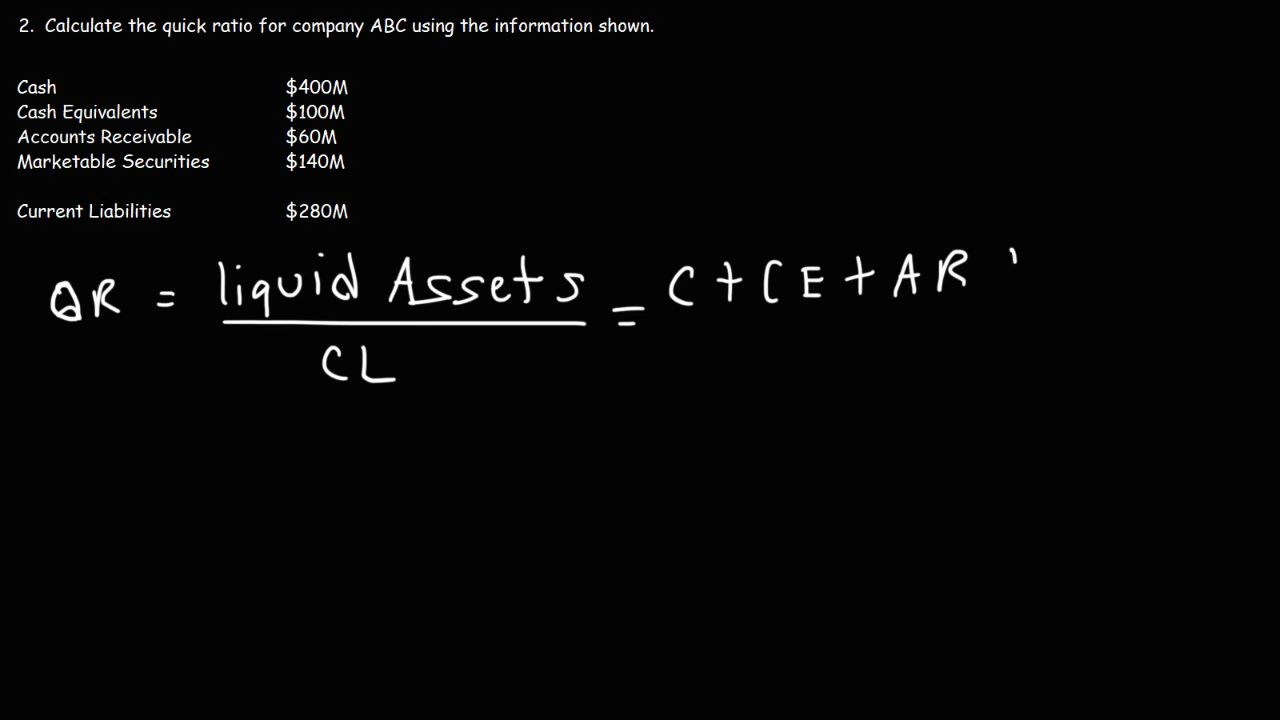 2. Calculate the quick ratio for company ABC using the information shown.
Cash $400M
Cash Equivalents $100M
Accounts Receivable $60M
Marketable Securities $140M
Current Liabilities $280M
QR = liquid Assets = C + CE + AR '
CL